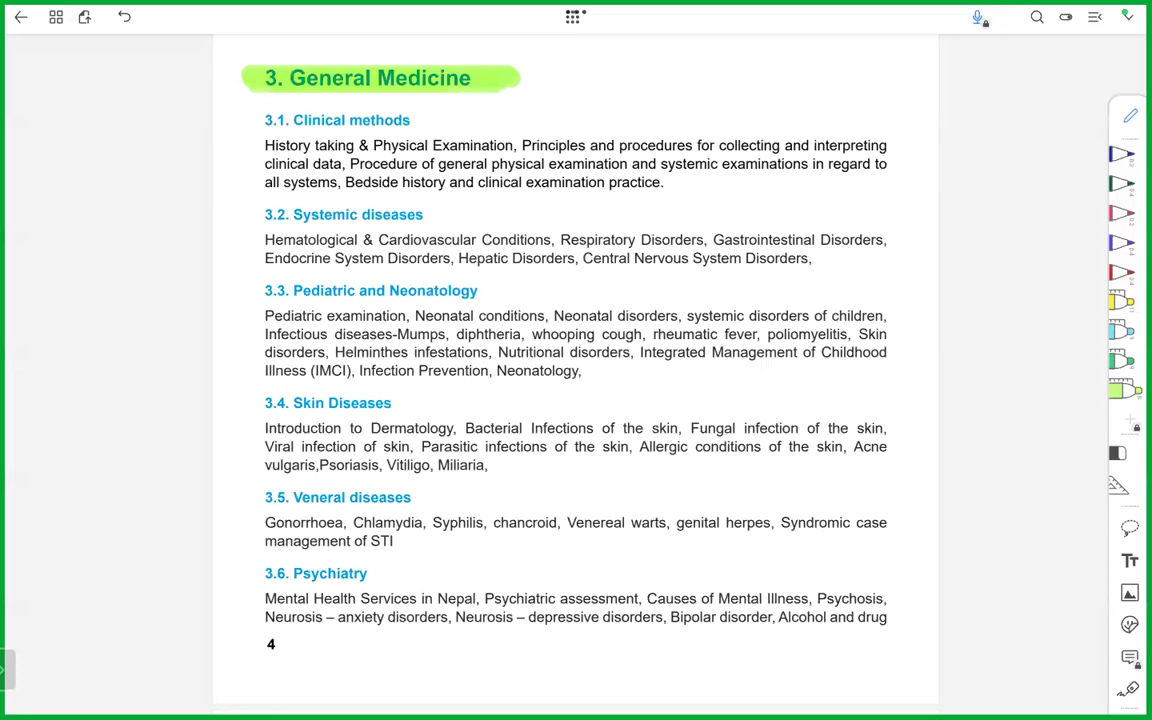 3. General Medicine
3.1. Clinical methods
History taking & Physical Examination, Principles and procedures for collecting and interpreting
clinical data, Procedure of general physical examination and systemic examinations in regard to
all systems, Bedside history and clinical examination practice.
3.2. Systemic diseases
Hematological & Cardiovascular Conditions, Respiratory Disorders, Gastrointestinal Disorders,
Endocrine System Disorders, Hepatic Disorders, Central Nervous System Disorders,
3.3. Pediatric and Neonatology
Pediatric examination, Neonatal conditions, Neonatal disorders, systemic disorders of children,
Infectious diseases-Mumps, diphtheria, whooping cough, rheumatic fever, poliomyelitis, Skin
disorders, Helminthes infestations, Nutritional disorders, Integrated Management of Childhood
Illness (IMCI), Infection Prevention, Neonatology,
3.4. Skin Diseases
Introduction to Dermatology, Bacterial Infections of the skin, Fungal infection of the skin,
Viral infection of skin, Parasitic infections of the skin, Allergic conditions of the skin, Acne
vulgaris,Psoriasis, Vitiligo, Miliaria,
3.5. Veneral diseases
Gonorrhoea, Chlamydia, Syphilis, chancroid, Venereal warts, genital herpes, Syndromic case
management of STI
3.6. Psychiatry
Mental Health Services in Nepal, Psychiatric assessment, Causes of Mental Illness, Psychosis,
Neurosis – anxiety disorders, Neurosis – depressive disorders, Bipolar disorder, Alcohol and drug
4
TT